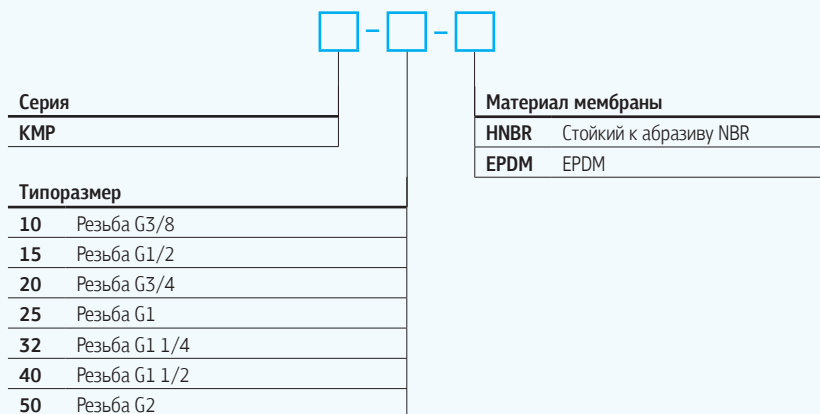 Серия
KMP
Типоразмер
10 Резьба G3/8
15 Резьба G1/2
20 Резьба G3/4
25 Резьба G1
32 Резьба G1 1/4
40 Резьба G1 1/2
50 Резьба G2
Материал мембраны
HNBR Стойкий к абразиву NBR
EPDM EPDM